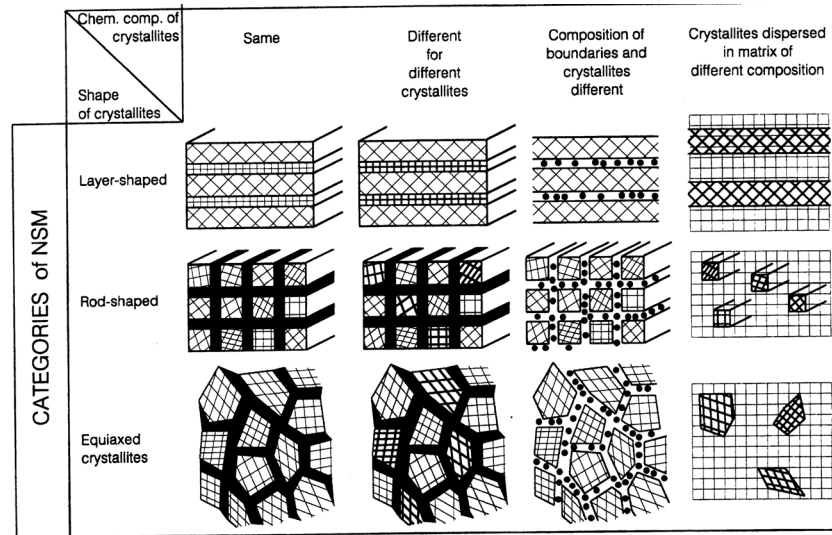 Chem. comp. of
crystallites
Shape
of crystallites
Same
Different
for
different
crystallites
Composition of
boundaries and
crystallites
different
Crystallites dispersed
in matrix of
different composition
CATEGORIES of NSM
Layer-shaped
Rod-shaped
Equiaxed
crystallites